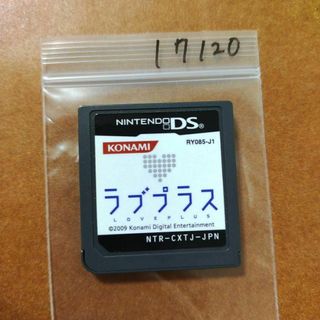 17120
NINTENDO DS
KONAMI
RY085-J1
ラブプラス
LOVEPLUS
©2009 Konami Digital Entertainment
NTR-CXTJ-JPN